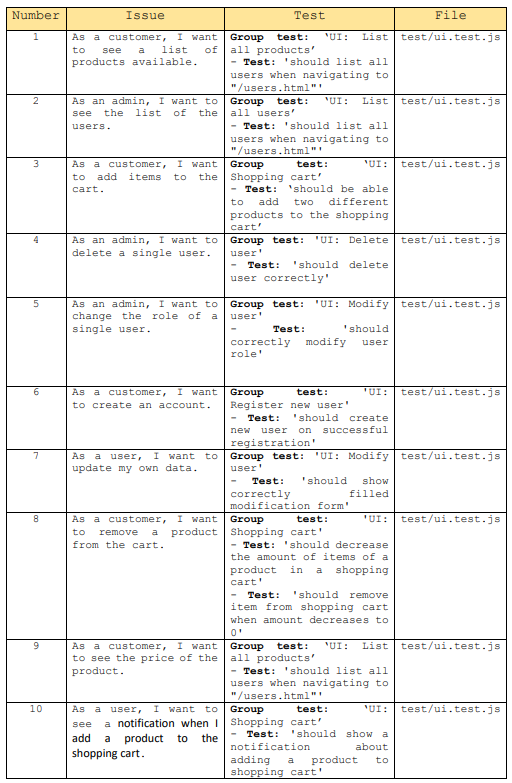 Number Issue Test File
1 As a customer, I want Group test: ‘UI: List test/ui.test.js
to see a list of all products’
products available. - Test: 'should list all
users when navigating to
"/users.html"'
2 As an admin, I want to Group test: ‘UI: List test/ui.test.js
see the list of the all users’
users. - Test: 'should list all
users when navigating to
"/users.html"'
3 As a customer, I want Group test: ‘UI: test/ui.test.js
to add items to the Shopping cart’
cart. - Test: ‘should be able
to add two different
products to the shopping
cart’
4 As an admin, I want to Group test: 'UI: Delete test/ui.test.js
delete a single user. user'
- Test: 'should delete
user correctly'
5 As an admin, I want to Group test: 'UI: Modify test/ui.test.js
change the role of a user'
single user. - Test: 'should
correctly modify user
role'
6 As a customer, I want Group test: 'UI: test/ui.test.js
to create an account. Register new user'
- Test: 'should create
new user on successful
registration'
7 As a user, I want to Group test: 'UI: Modify test/ui.test.js
update my own data. user'
- Test: 'should show
correctly filled
modification form'
8 As a customer, I want Group test: 'UI: test/ui.test.js
to remove a product Shopping cart'
from the cart. - Test: 'should decrease
the amount of items of a
product in a shopping
cart'
- Test: 'should remove
item from shopping cart
when amount decreases to
0'
9 As a customer, I want Group test: ‘UI: List test/ui.test.js
to see the price of the all products’
product. - Test: 'should list all
users when navigating to
"/users.html"'
10 As a user, I want to Group test: ‘UI: test/ui.test.js
see a notification when I Shopping cart’
add a product to the - Test: 'should show a
shopping cart. notification about
adding a product to
shopping cart'